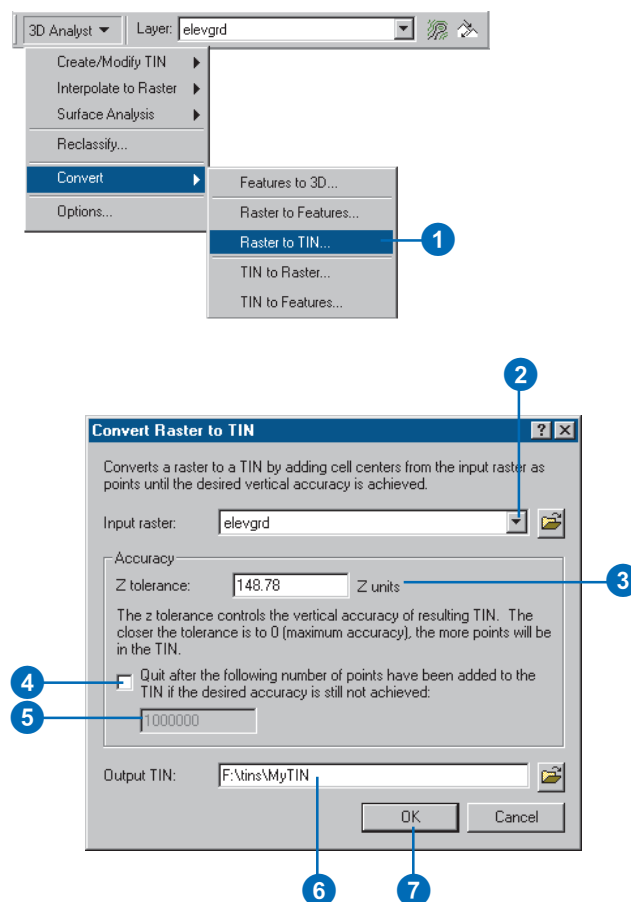 3D Analyst Layer: elevgrd
Create/Modify TIN
Interpolate to Raster
Surface Analysis
Reclassify...
Convert
Options...
Features to 3D...
Raster to Features...
Raster to TIN...
1
TIN to Raster...
TIN to Features...
2
Convert Raster to TIN
Converts a raster to a TIN by adding cell centers from the input raster as
points until the desired vertical accuracy is achieved.
Input raster: elevgrd
Accuracy
Z tolerance: 148.78 Z units
3
The z tolerance controls the vertical accuracy of resulting TIN. The
closer the tolerance is to 0 (maximum accuracy), the more points will be
in the TIN.
4
Quit after the following number of points have been added to the
TIN if the desired accuracy is still not achieved:
5
1000000
Output TIN: F:\tins\MyTIN
OK Cancel
6 7